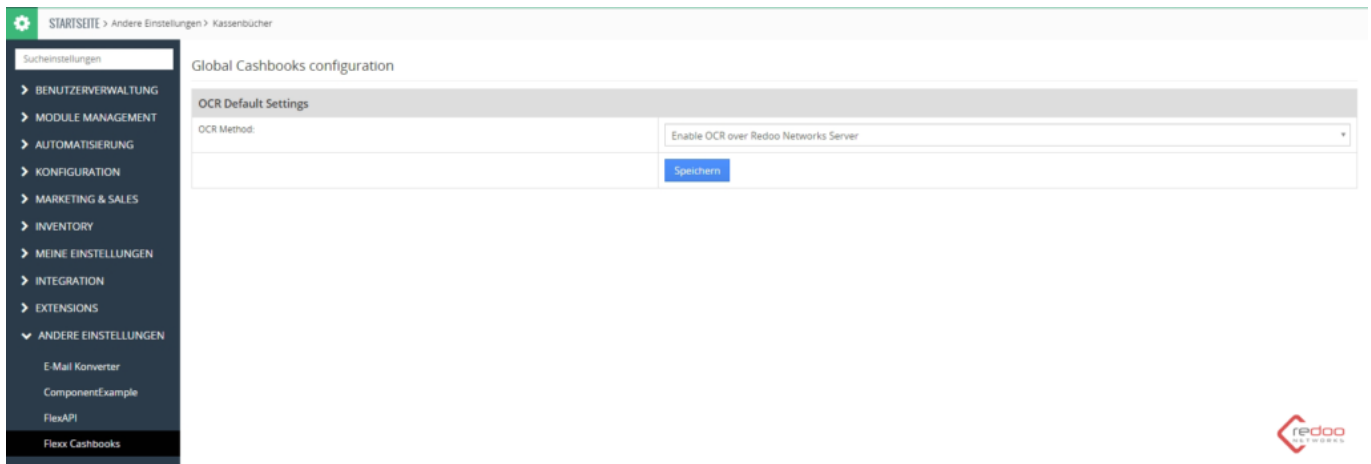 STARTSEITE > Andere Einstellungen > Kassenbücher
Sucheinstellungen
BENUTZERVERWALTUNG
MODULE MANAGEMENT
AUTOMATISIERUNG
KONFIGURATION
MARKETING & SALES
INVENTORY
MEINE EINSTELLUNGEN
INTEGRATION
EXTENSIONS
ANDERE EINSTELLUNGEN
E-Mail Konverter
ComponentExample
FlexAPI
Flexx Cashbooks
Global Cashbooks configuration
OCR Default Settings
OCR Method:
Enable OCR over Redoo Networks Server
Speichern
redoo
NETWORKS